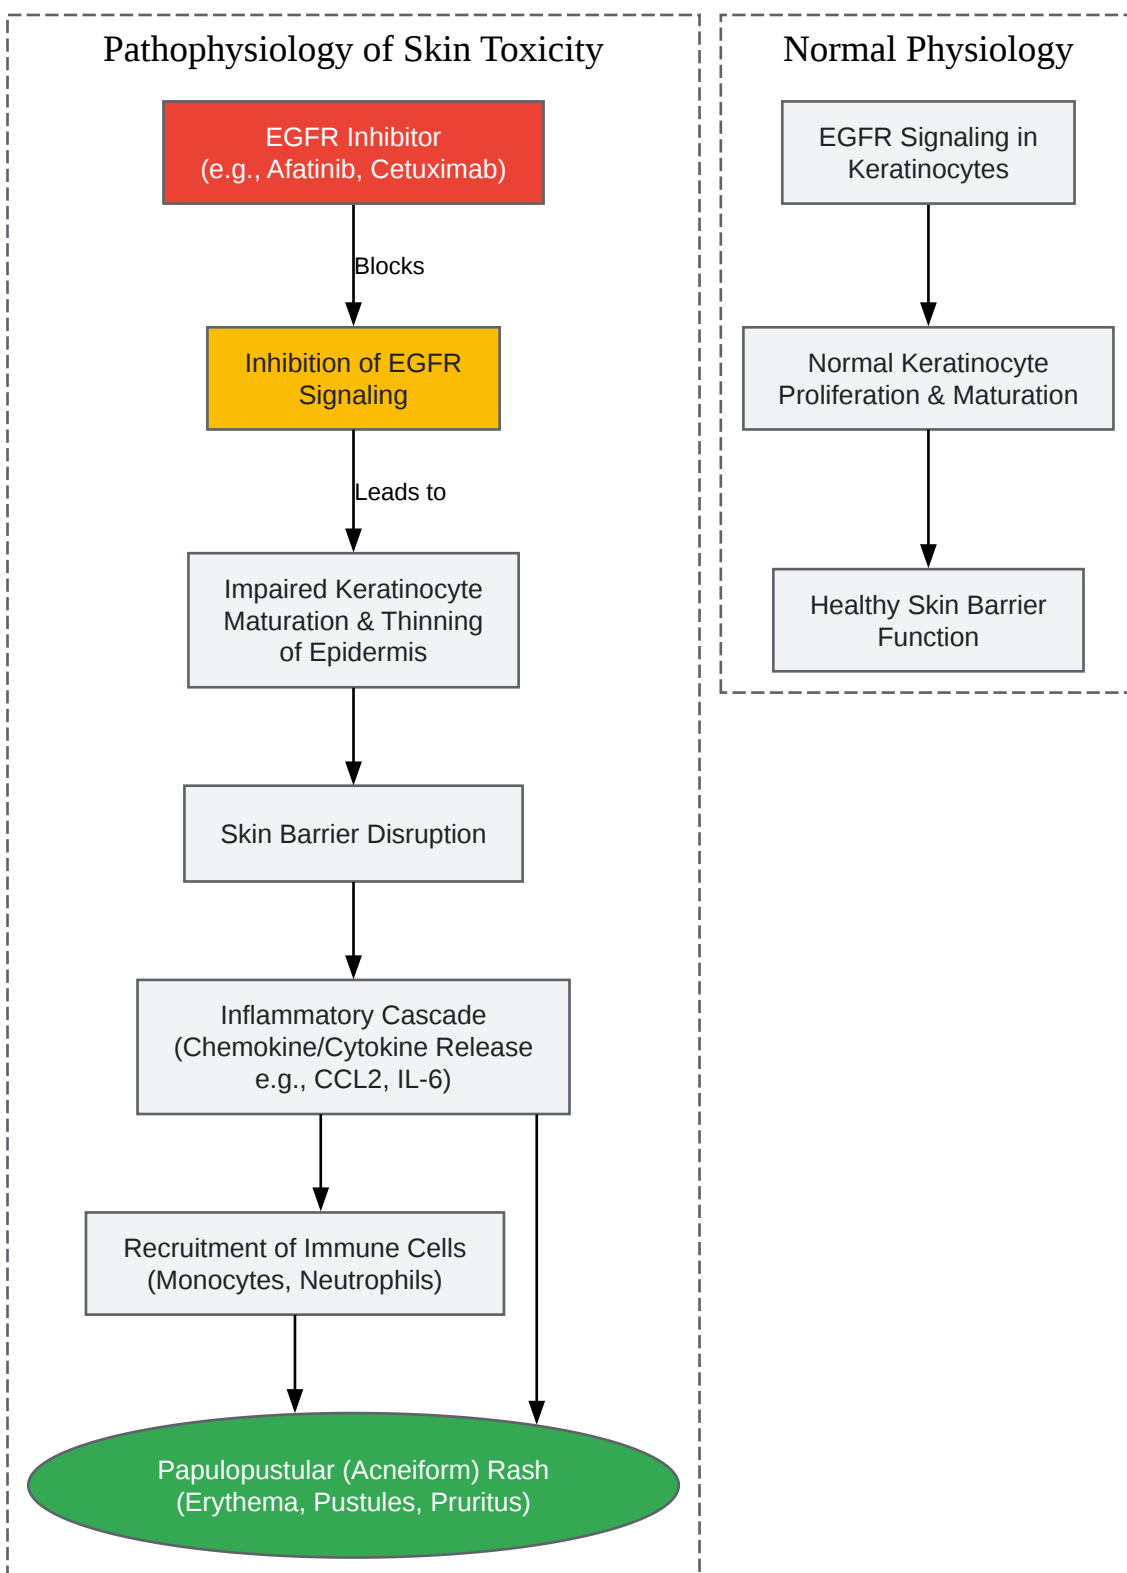 Pathophysiology of Skin Toxicity
EGFR Inhibitor
(e.g., Afatinib, Cetuximab)
Blocks
Inhibition of EGFR
Signaling
Leads to
Impaired Keratinocyte
Maturation & Thinning
of Epidermis
Skin Barrier Disruption
Inflammatory Cascade
(Chemokine/Cytokine Release
e.g., CCL2, IL-6)
Recruitment of Immune Cells
(Monocytes, Neutrophils)
Papulopustular (Acneiform) Rash
(Erythema, Pustules, Pruritus)
Normal Physiology
EGFR Signaling in
Keratinocytes
Normal Keratinocyte
Proliferation & Maturation
Healthy Skin Barrier
Function